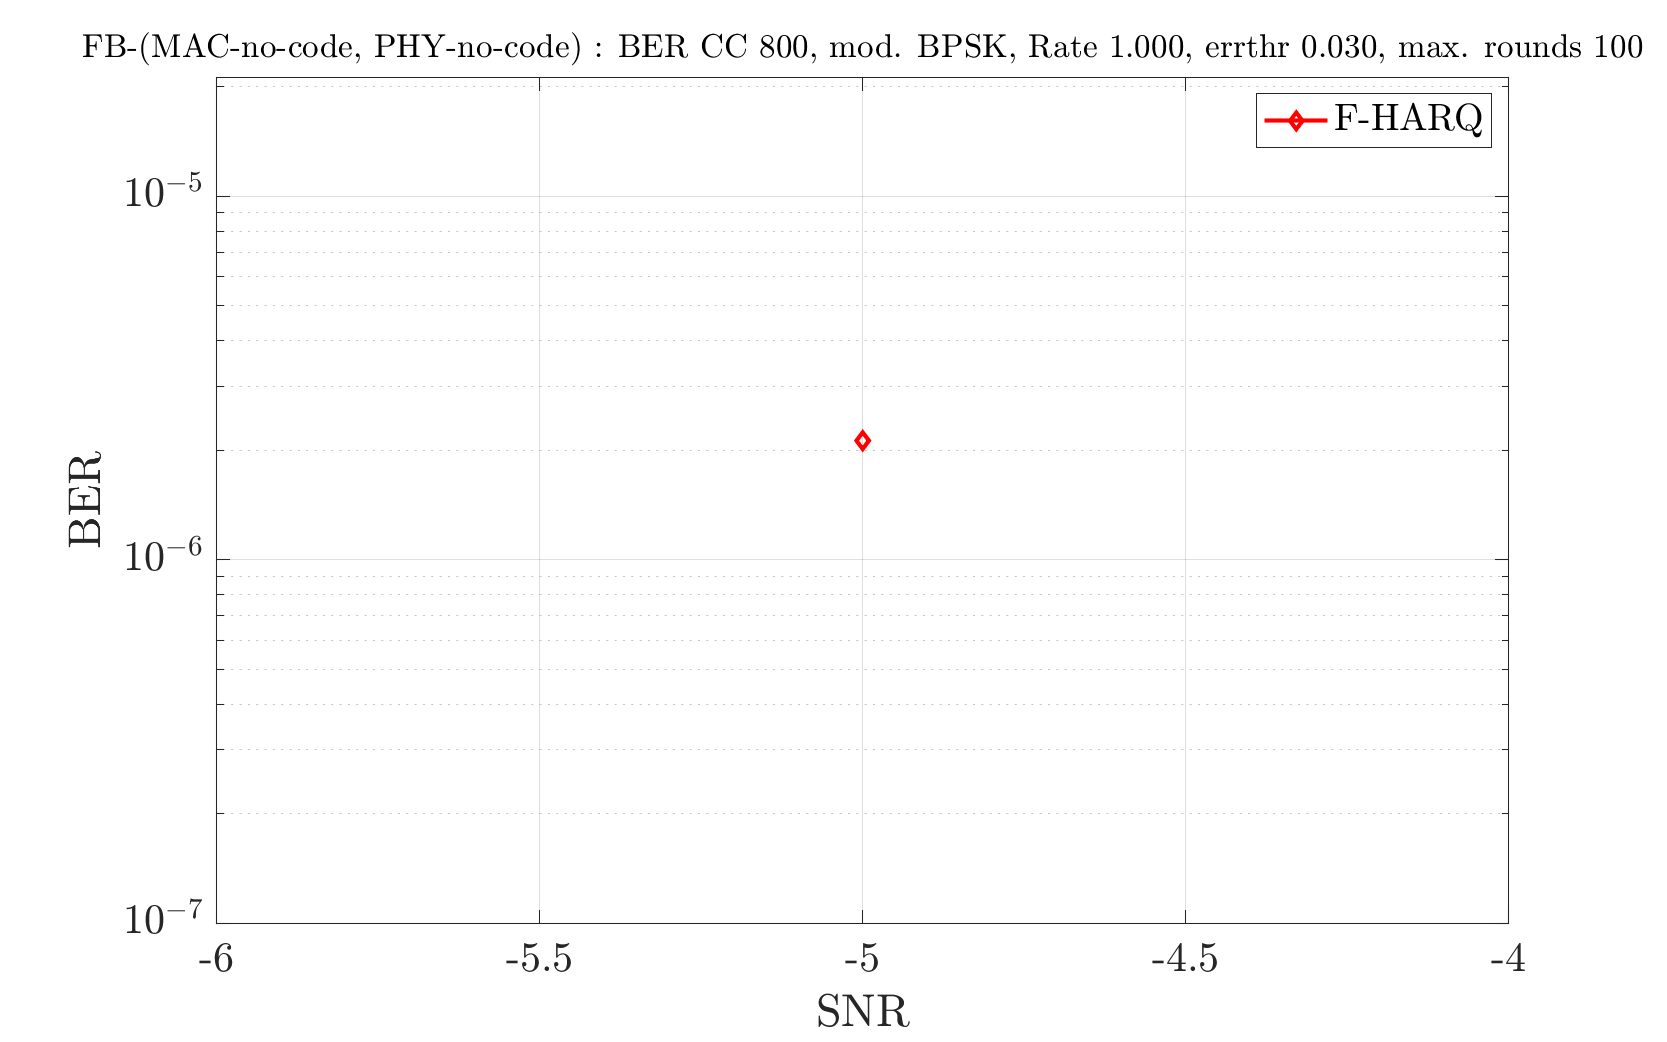 FB-(MAC-no-code, PHY-no-code) : BER CC 800, mod. BPSK, Rate 1.000, errthr 0.030, max. rounds 100
F-HARQ
10^{-5}
10^{-6}
10^{-7}
BER
-6 -5.5 -5 -4.5 -4
SNR